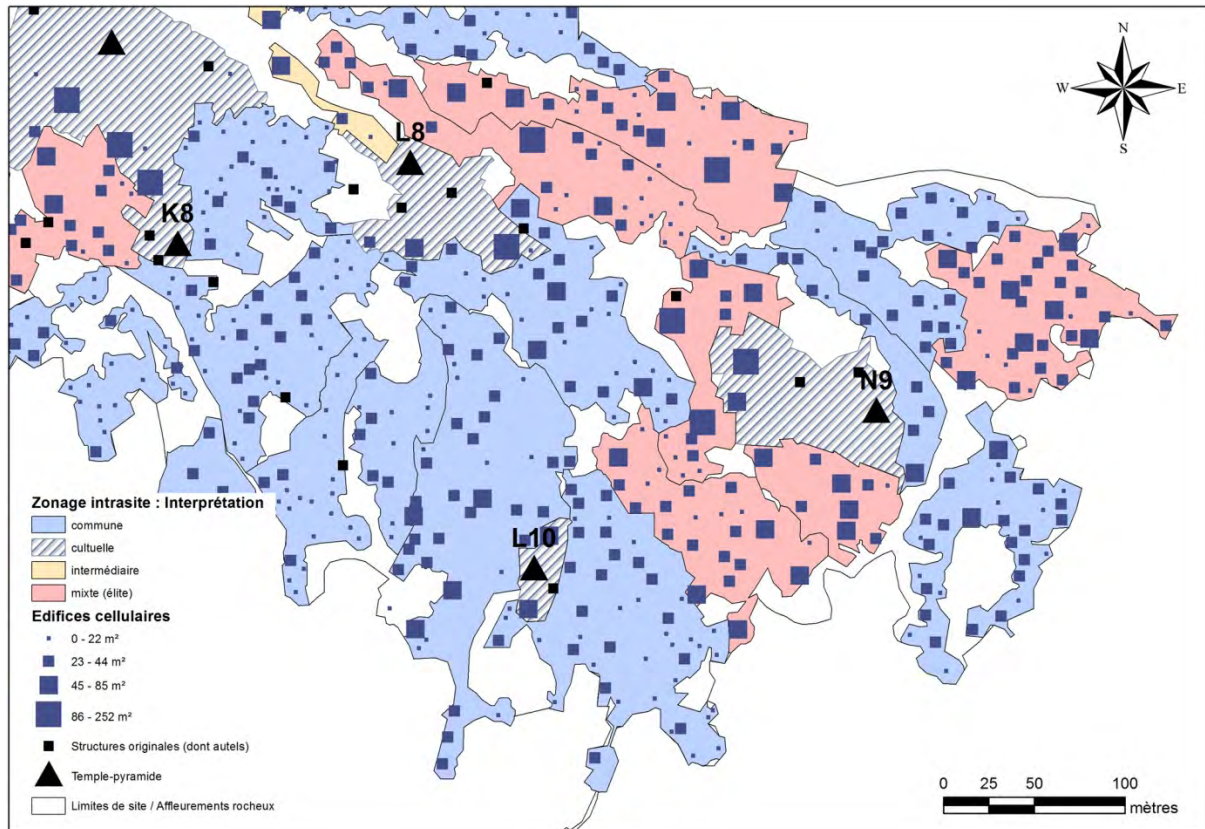 N
W E
S
L8
K8
N9
L10
Zonage intrasite : Interprétation
commune
cultuelle
intermédiaire
mixte (élite)
Edifices cellulaires
0 - 22 m²
23 - 44 m²
45 - 85 m²
86 - 252 m²
Structures originales (dont autels)
Temple-pyramide
Limites de site / Affleurements rocheux
0 25 50 100
mètres